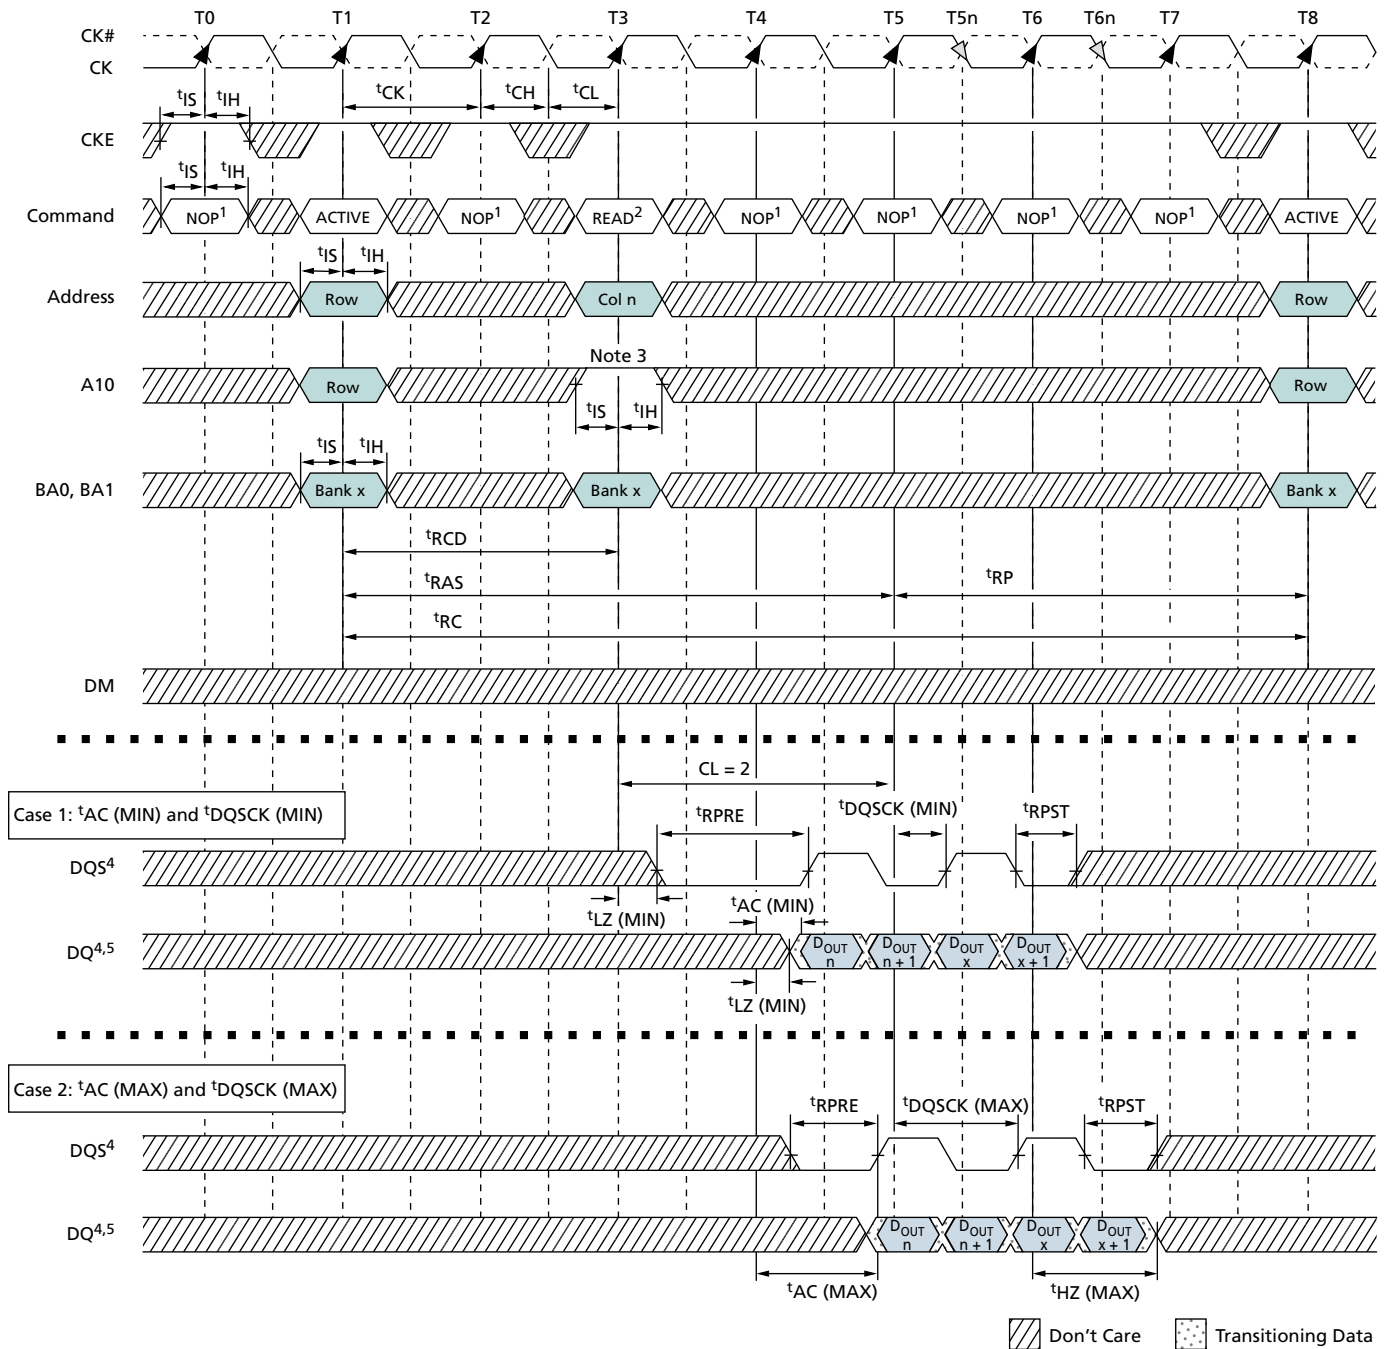 T0 T1 T2 T3 T4 T5 T5n T6 T6n T7 T8
CK#
CK
tIS tIH tCK tCH tCL
CKE
tIS tIH
Command NOP1 ACTIVE NOP1 READ2 NOP1 NOP1 NOP1 NOP1 ACTIVE
tIS tIH
Address Row Col n Row
Note 3
A10 Row Row
tIS tIH
tIS tIH
BA0, BA1 Bank x Bank x Bank x
tRCD
tRAS tRP
tRC
DM
CL = 2
Case 1: tAC (MIN) and tDQSCK (MIN)
tRPRE tDQSCK (MIN) tRPST
DQS4
tLZ (MIN) tAC (MIN)
DQ4,5 DOUT n DOUT n + 1 DOUT x DOUT x + 1
tLZ (MIN)
Case 2: tAC (MAX) and tDQSCK (MAX)
tRPRE tDQSCK (MAX) tRPST
DQS4
DQ4,5 DOUT n DOUT n + 1 DOUT x DOUT x + 1
tAC (MAX) tHZ (MAX)
Don't Care Transitioning Data